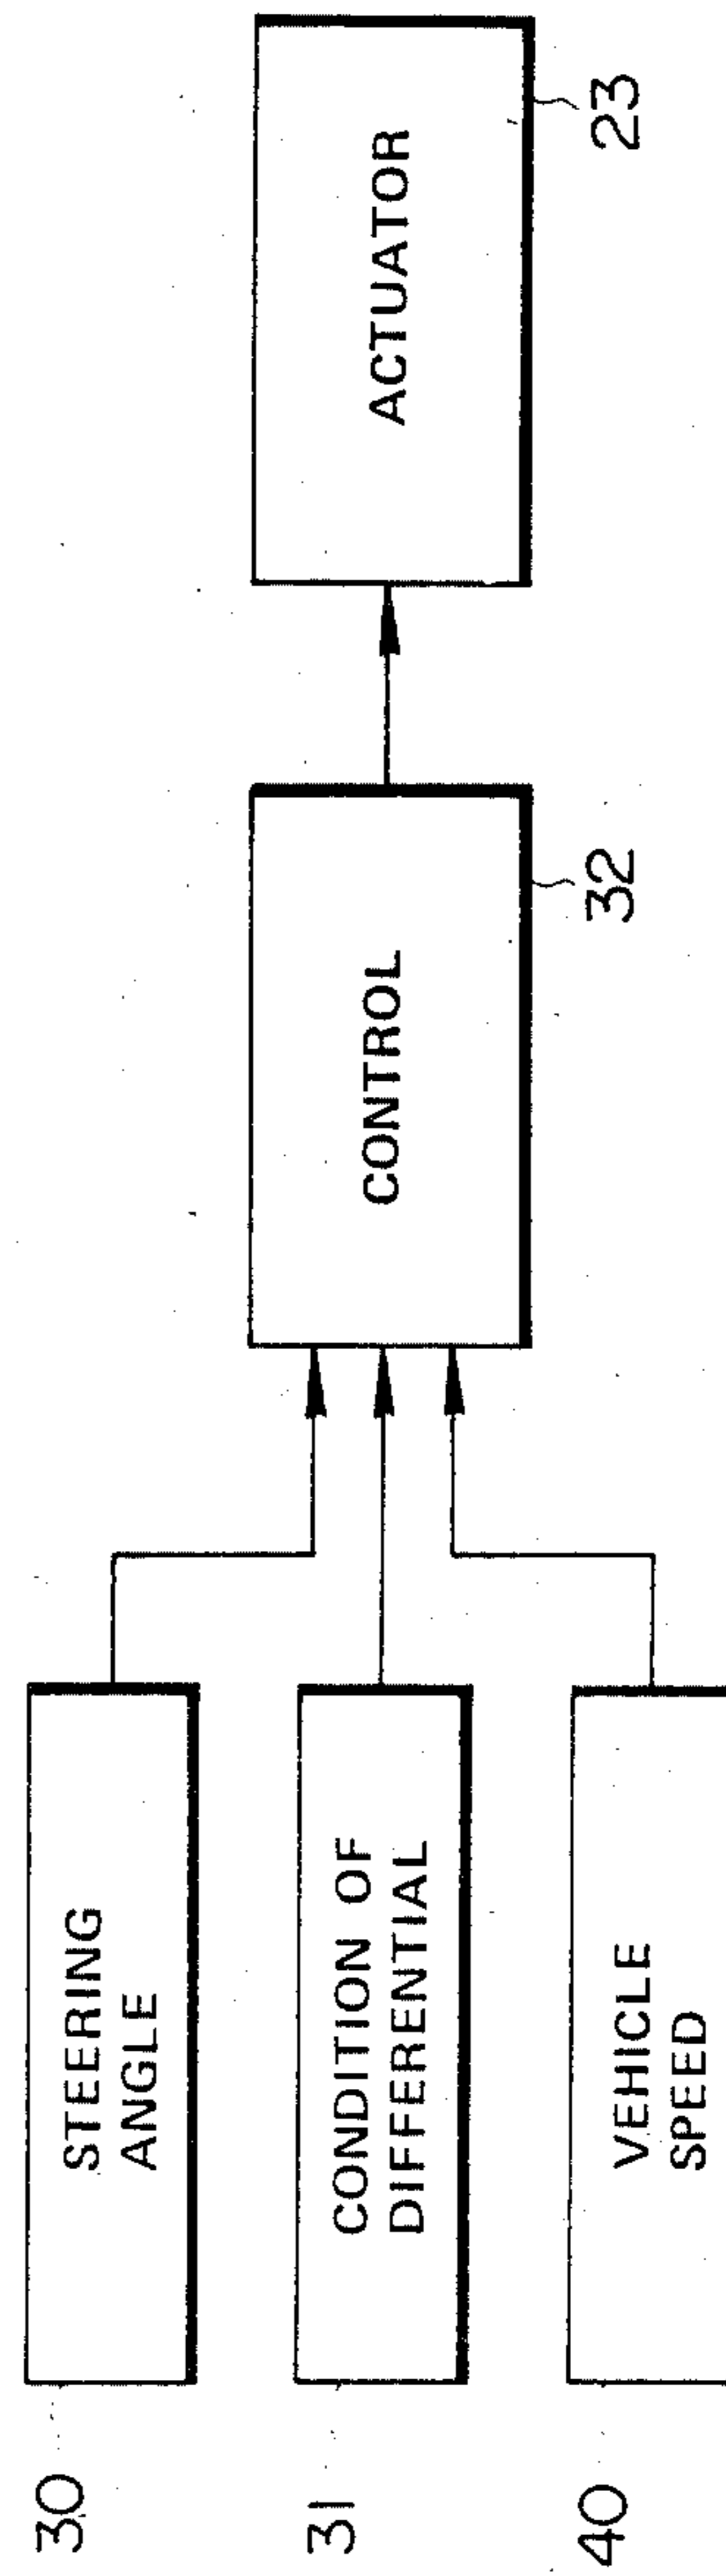 30
STEERING
ANGLE
31
CONDITION OF
DIFFERENTIAL
40
VEHICLE
SPEED
CONTROL
32
ACTUATOR
23